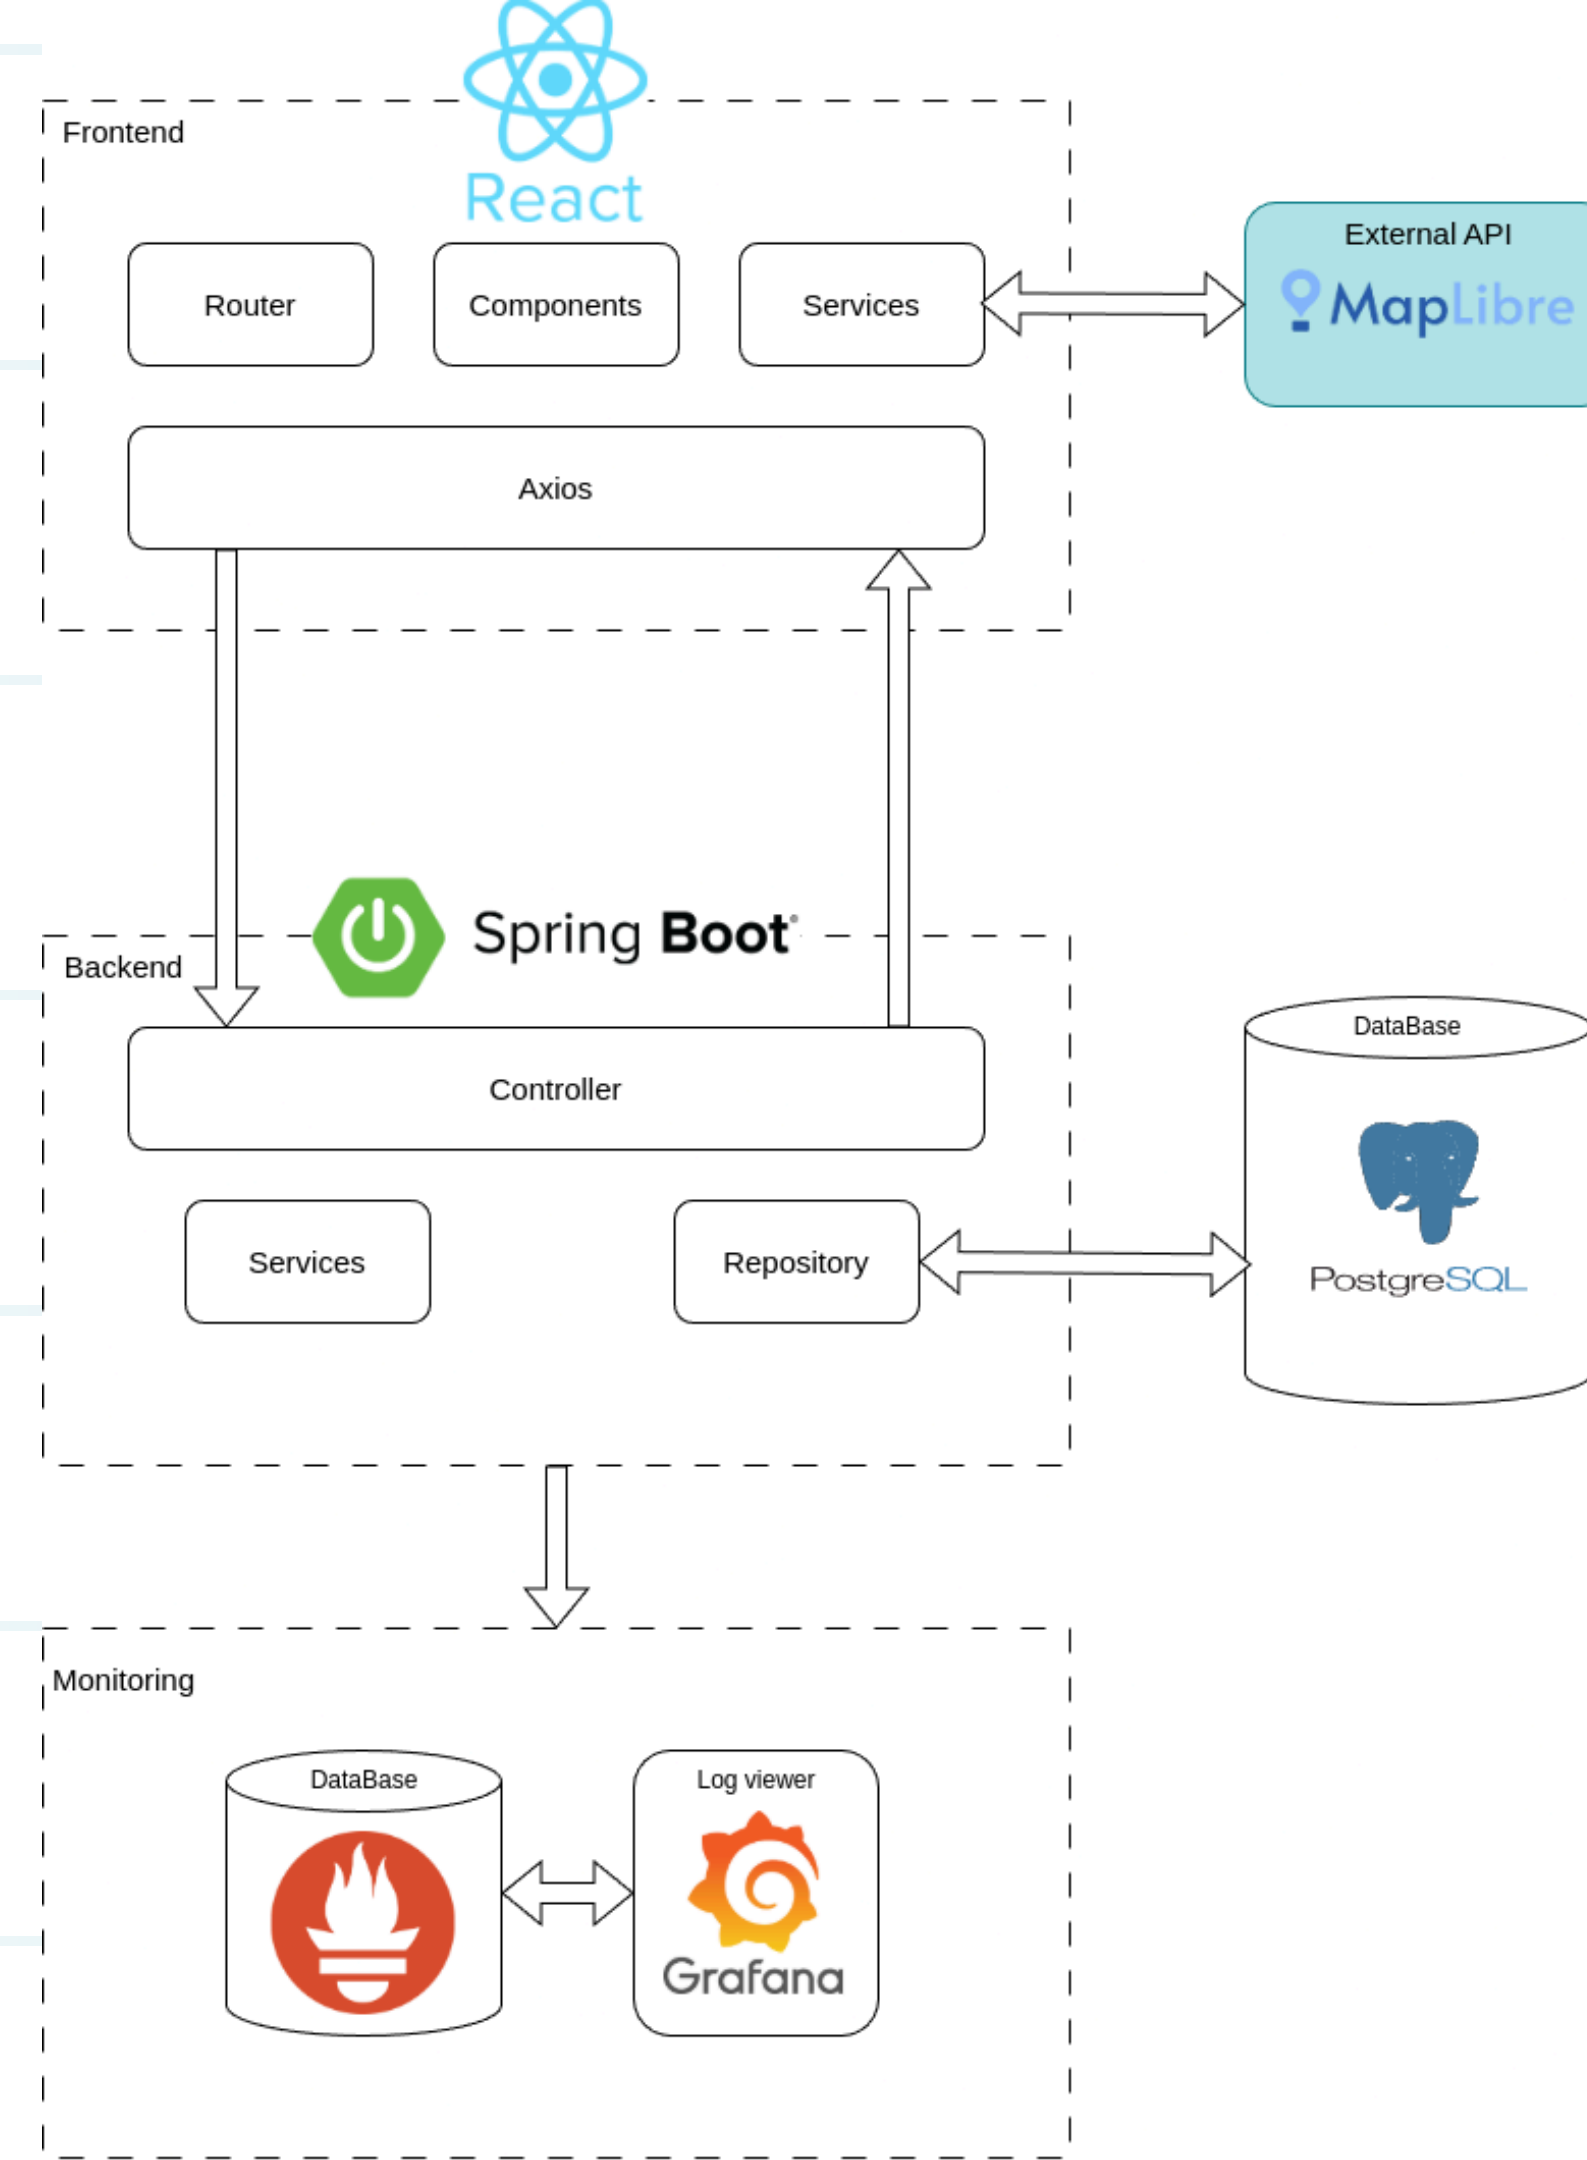 Frontend
React
Router
Components
Services
External API
MapLibre
Axios
Spring Boot
Backend
Controller
Services
Repository
DataBase
PostgreSQL
Monitoring
DataBase
Log viewer
Grafana